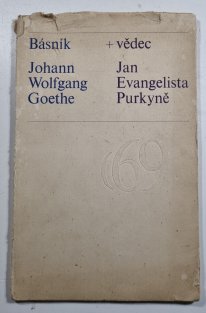 Básník + vědec
Johann
Wolfgang
Goethe
Jan
Evangelista
Purkyně